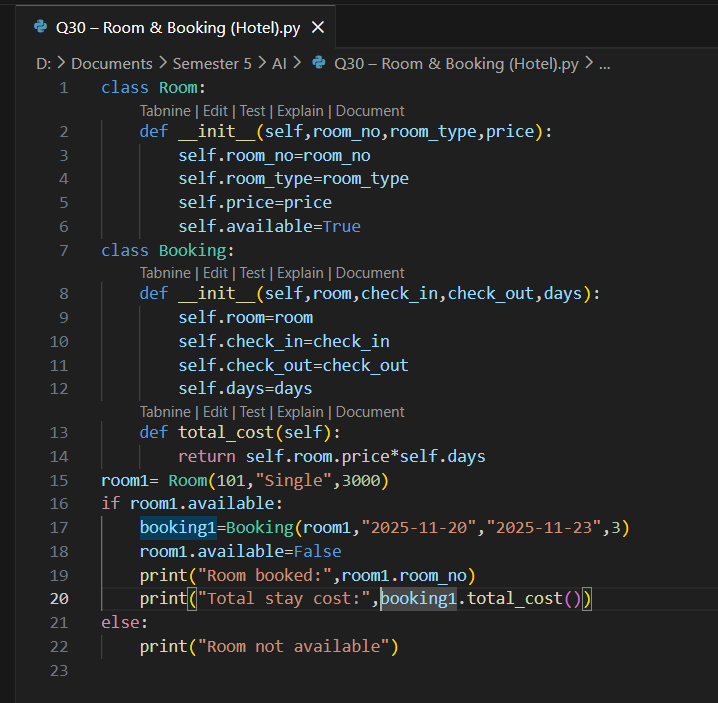 Q30 – Room & Booking (Hotel).py ×
D: > Documents > Semester 5 > AI > Q30 – Room & Booking (Hotel).py > ...
1 class Room:
Tabnine | Edit | Test | Explain | Document
2     def __init__(self,room_no,room_type,price):
3         self.room_no=room_no
4         self.room_type=room_type
5         self.price=price
6         self.available=True
7 class Booking:
Tabnine | Edit | Test | Explain | Document
8     def __init__(self,room,check_in,check_out,days):
9         self.room=room
10         self.check_in=check_in
11         self.check_out=check_out
12         self.days=days
Tabnine | Edit | Test | Explain | Document
13     def total_cost(self):
14         return self.room.price*self.days
15 room1= Room(101,"Single",3000)
16 if room1.available:
17     booking1=Booking(room1,"2025-11-20","2025-11-23",3)
18     room1.available=False
19     print("Room booked:",room1.room_no)
20     print("Total stay cost:",booking1.total_cost())
21 else:
22     print("Room not available")
23